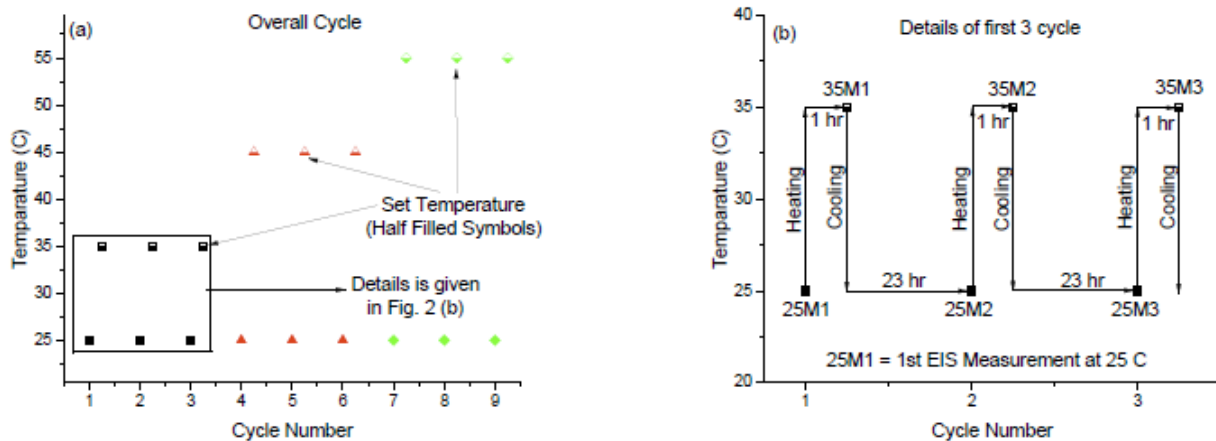 (a)
Overall Cycle
55
50
45
40
35
30
25
Temparature (C)
Set Temperature
(Half Filled Symbols)
Details is given
in Fig. 2 (b)
1 2 3 4 5 6 7 8 9
Cycle Number
(b)
Details of first 3 cycle
40
35
30
25
20
Temparature (C)
35M1
35M2
35M3
1 hr
1 hr
1 hr
Heating
Cooling
Heating
Cooling
Heating
Cooling
23 hr
23 hr
25M1
25M2
25M3
25M1 = 1st EIS Measurement at 25 C
1 2 3
Cycle Number